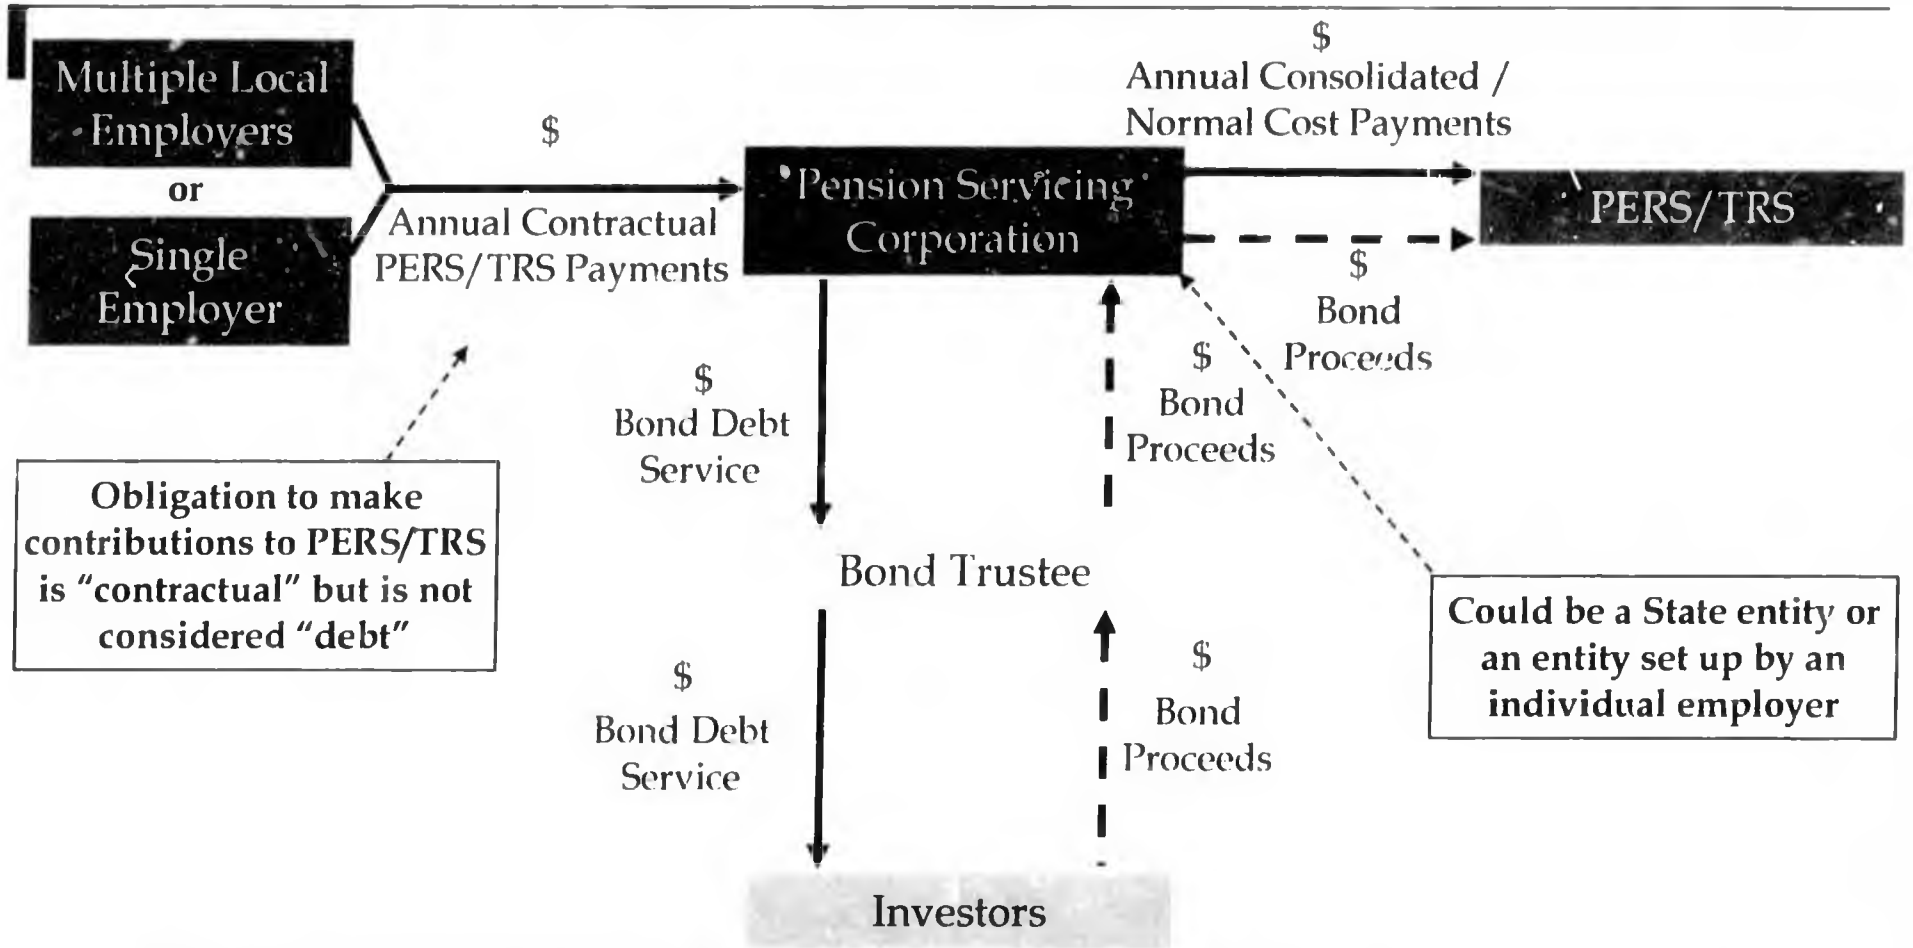 Multiple Local
Employers
or
Single
Employer
$
Annual Contractual
PERS/TRS Payments
Pension Servicing
Corporation
$
Annual Consolidated /
Normal Cost Payments
PERS/TRS
$
Bond
Proceeds
$
Bond Debt
Service
$
Bond
Proceeds
Obligation to make
contributions to PERS/TRS
is "contractual" but is not
considered "debt"
Bond Trustee
Could be a State entity or
an entity set up by an
individual employer
$
Bond Debt
Service
$
Bond
Proceeds
Investors